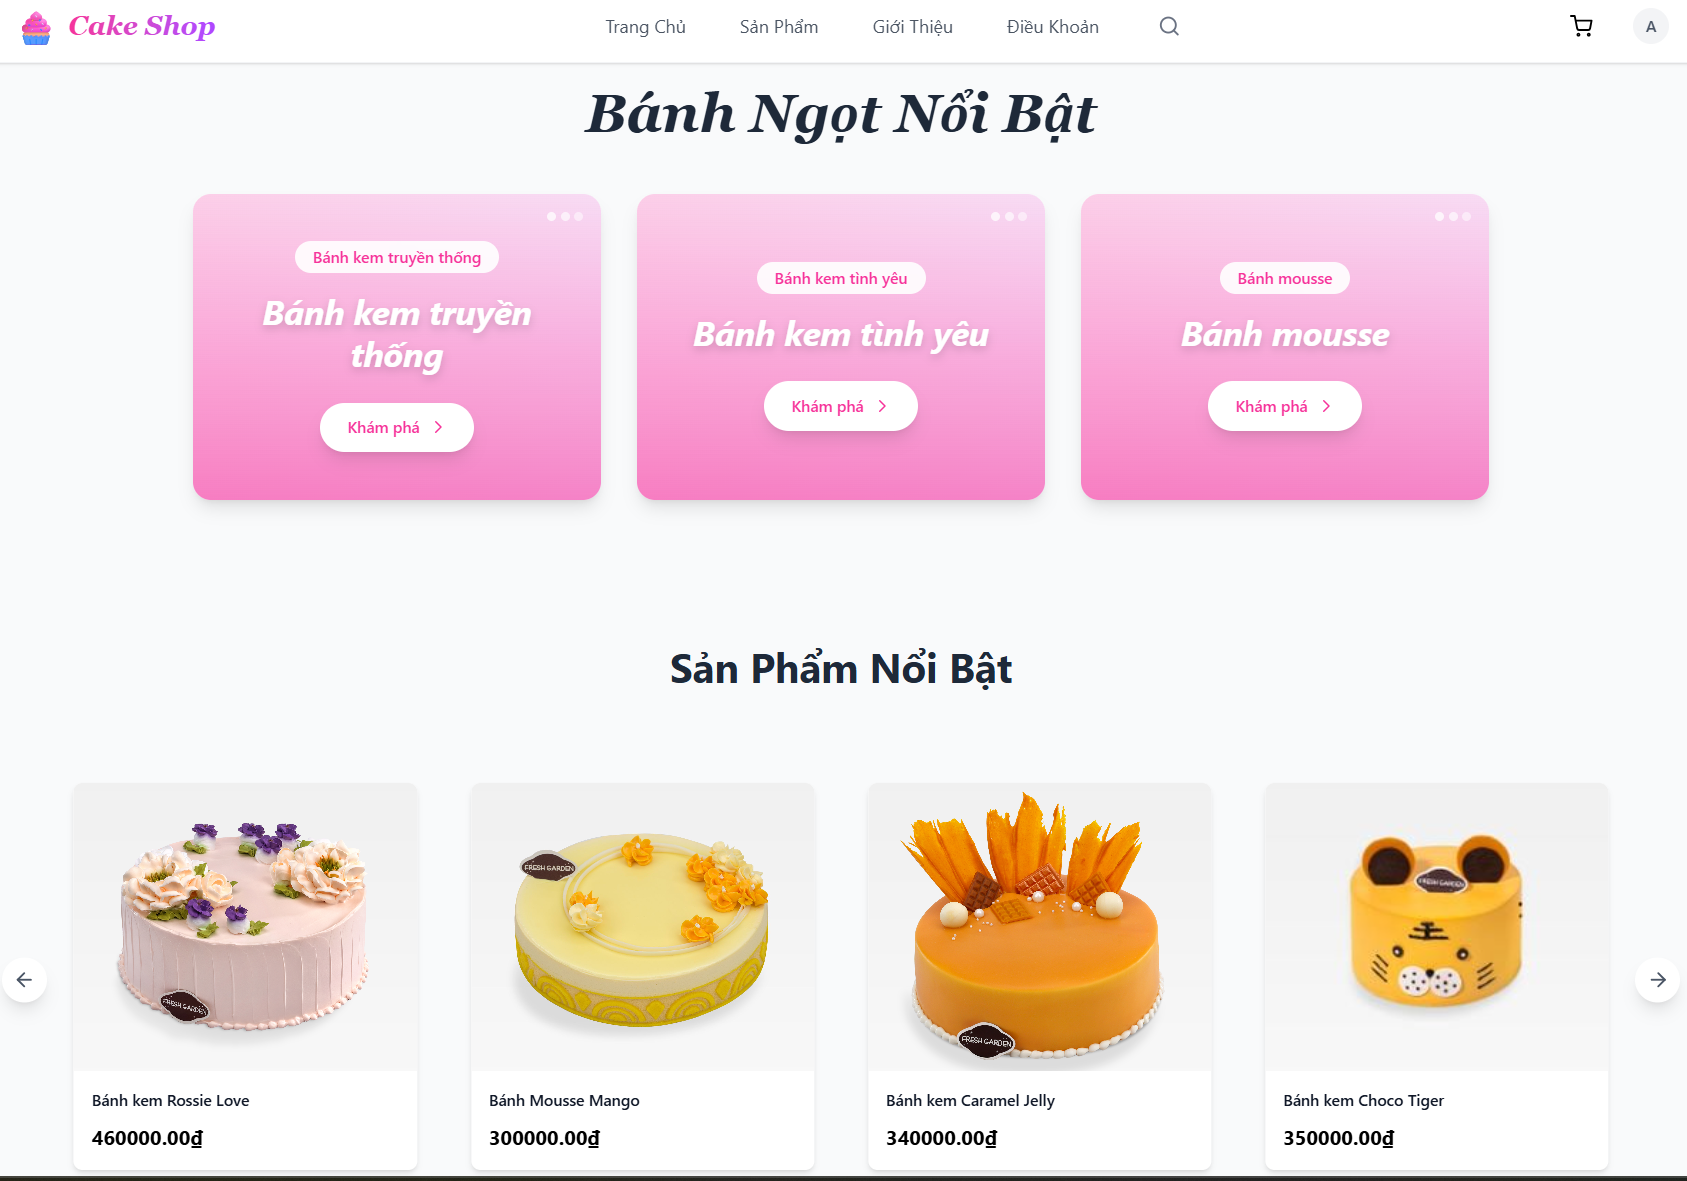 Cake Shop
Trang Chủ
Sản Phẩm
Giới Thiệu
Điều Khoản
A
Bánh Ngọt Nổi Bật
Bánh kem truyền thống
Bánh kem truyền
thống
Khám phá
Bánh kem tình yêu
Bánh kem tình yêu
Khám phá
Bánh mousse
Bánh mousse
Khám phá
Sản Phẩm Nổi Bật
FRESH GARDEN
Bánh kem Rossie Love
460000.00₫
FRESH GARDEN
Bánh Mousse Mango
300000.00₫
FRESH GARDEN
Bánh kem Caramel Jelly
340000.00₫
FRESH GARDEN
Bánh kem Choco Tiger
350000.00₫